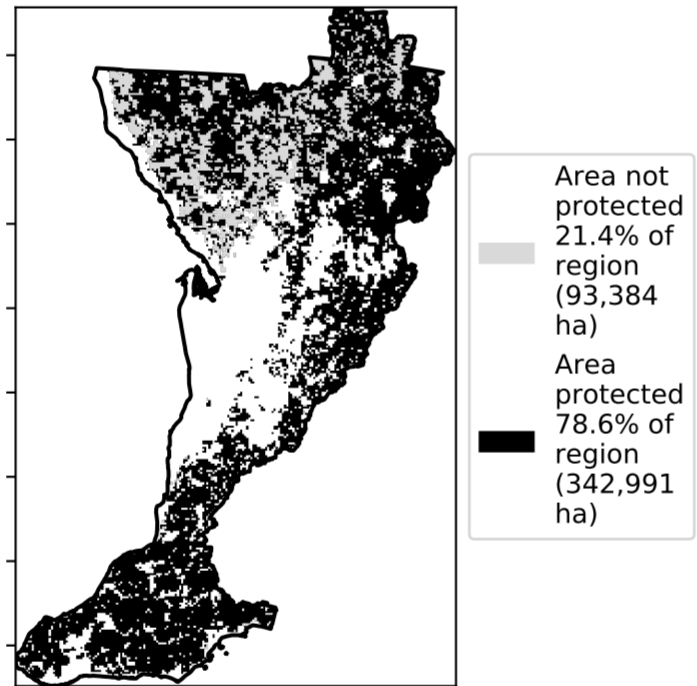 Area not
protected
21.4% of
region
(93,384
ha)
Area
protected
78.6% of
region
(342,991
ha)